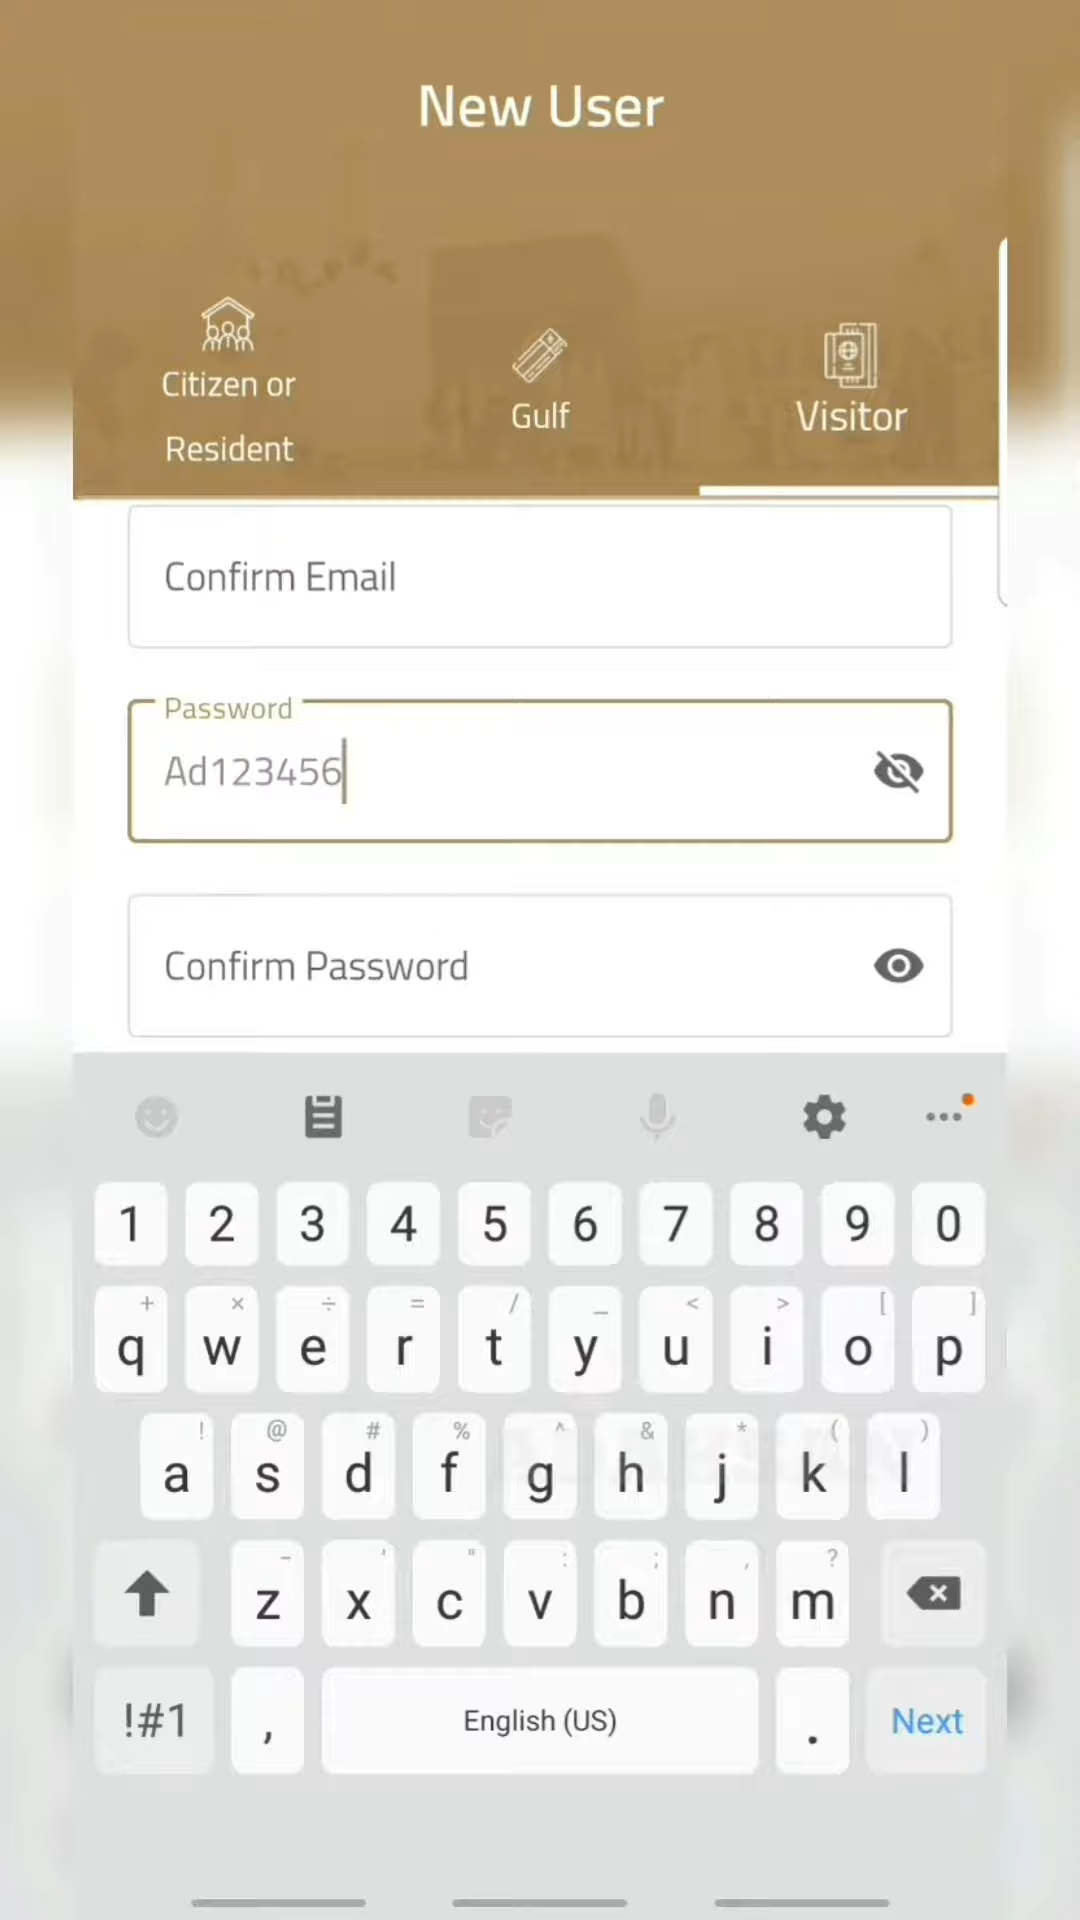 New User
Citizen or
Resident
Gulf
Visitor
Confirm Email
Password
Ad123456
Confirm Password
1 2 3 4 5 6 7 8 9 0
+ × ÷ = / _ < > [ ]
q w e r t y u i o p
! @ # % ^ & * ( )
a s d f g h j k l
- ' " : ; , ?
z x c v b n m
!#1 , English (US) . Next